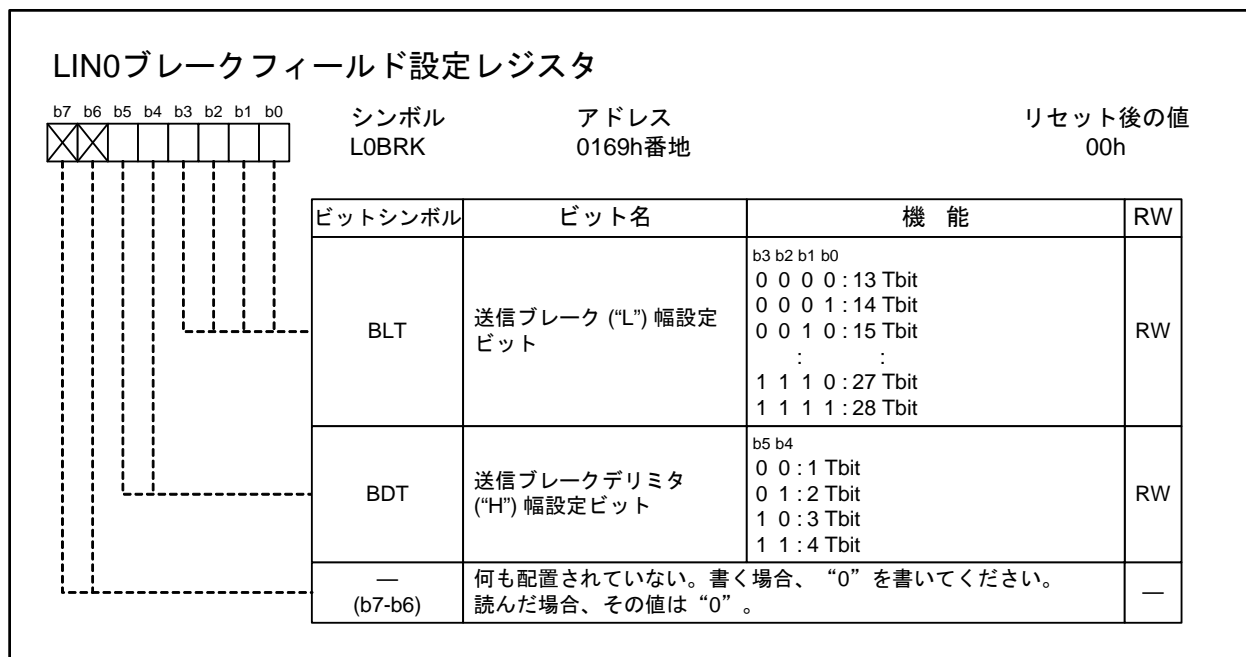 LIN0ブレークフィールド設定レジスタ
b7 b6 b5 b4 b3 b2 b1 b0
シンボル アドレス リセット後の値
L0BRK 0169h番地 00h
ビットシンボル ビット名 機 能 RW
b3 b2 b1 b0
0 0 0 0 : 13 Tbit
0 0 0 1 : 14 Tbit
BLT 送信ブレーク (“L”) 幅設定 0 0 1 0 : 15 Tbit RW
ビット
: :
1 1 1 0 : 27 Tbit
1 1 1 1 : 28 Tbit
b5 b4
0 0 : 1 Tbit
BDT 送信ブレークデリミタ 0 1 : 2 Tbit RW
(“H”) 幅設定ビット 1 0 : 3 Tbit
1 1 : 4 Tbit
— 何も配置されていない。書く場合、“0”を書いてください。 —
(b7-b6) 読んだ場合、その値は“0”。